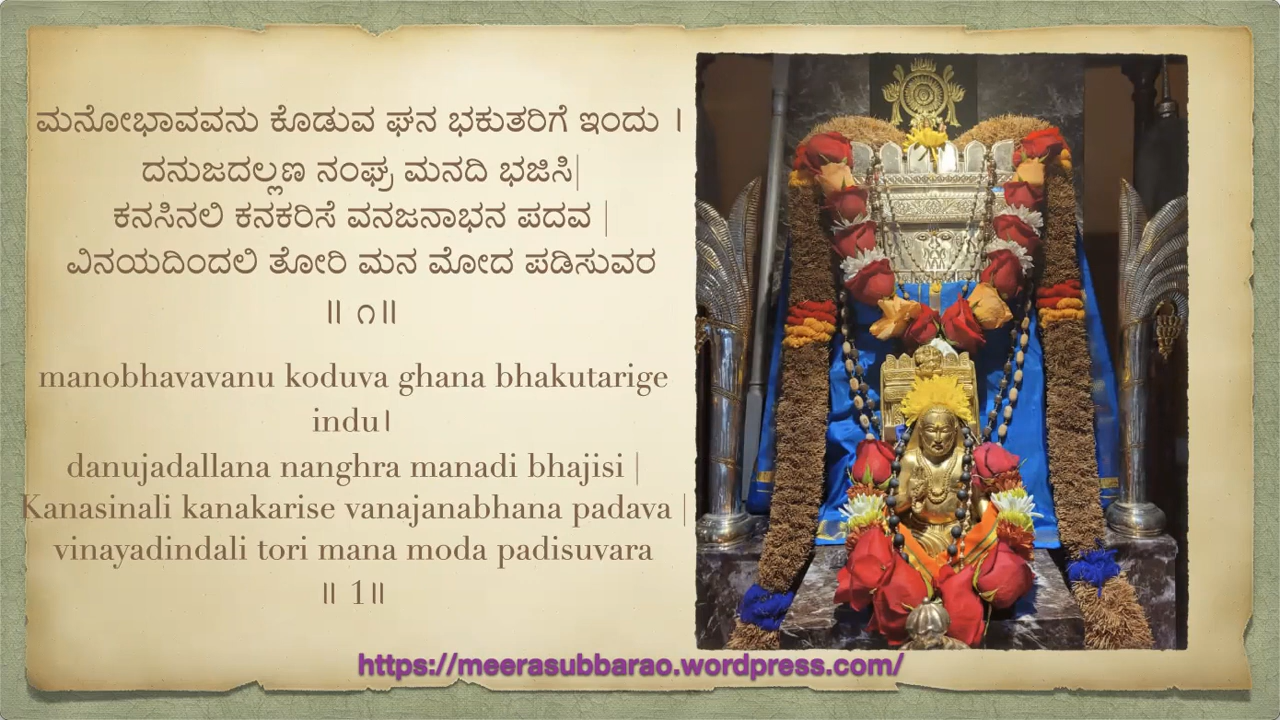 ಮನೋಭಾವವನು ಕೊಡುವ ಘನ ಭಕುತರಿಗೆ ಇಂದು ।
ದನುಜದಲ್ಲಣ ನಂಘ್ರ ಮನದಿ ಭಜಿಸಿ|
ಕನಸಿನಲಿ ಕನಕರಿಸೆ ವನಜನಾಭನ ಪದವ |
ವಿನಯದಿಂದಲಿ ತೋರಿ ಮನ ಮೋದ ಪಡಿಸುವರ
॥ ೧॥
manobhavavanu koduva ghana bhakutarige
indu।
danujadallana nanghra manadi bhajisi |
Kanasinali kanakarise vanajanabhana padava |
vinayadindali tori mana moda padisuvara
॥ 1॥
https://meerasubbarao.wordpress.com/